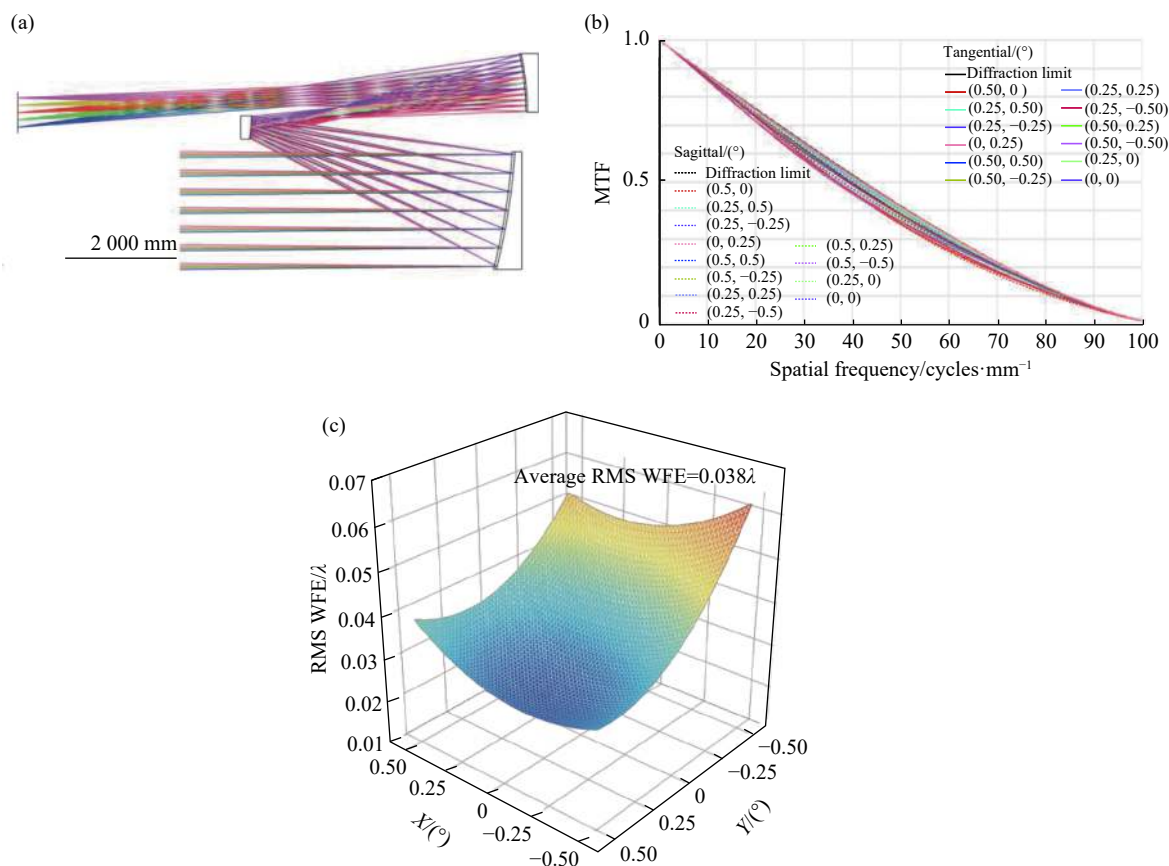 (a)
2 000 mm
(b)
1.0
0.5
0
MTF
Tangential/(°)
Diffraction limit
(0.50, 0 )
(0.25, 0.50)
(0.25, −0.25)
(0, 0.25)
(0.50, 0.50)
(0.50, −0.25)
(0.25, 0.25)
(0.25, −0.50)
(0.50, 0.25)
(0.50, −0.50)
(0.25, 0)
(0, 0)
Sagittal/(°)
Diffraction limit
(0.5, 0)
(0.25, 0.5)
(0.25, −0.25)
(0, 0.25)
(0.5, 0.5)
(0.5, −0.25)
(0.25, 0.25)
(0.25, −0.5)
(0.5, 0.25)
(0.5, −0.5)
(0.25, 0)
(0, 0)
0 10 20 30 40 50 60 70 80 90 100
Spatial frequency/cycles·mm⁻¹
(c)
Average RMS WFE=0.038λ
0.07
0.06
0.05
0.04
0.03
0.02
0.01
RMS WFE/λ
0.50
0.25
0
−0.25
−0.50
X/(°)
−0.50
−0.25
0
0.25
0.50
Y/(°)